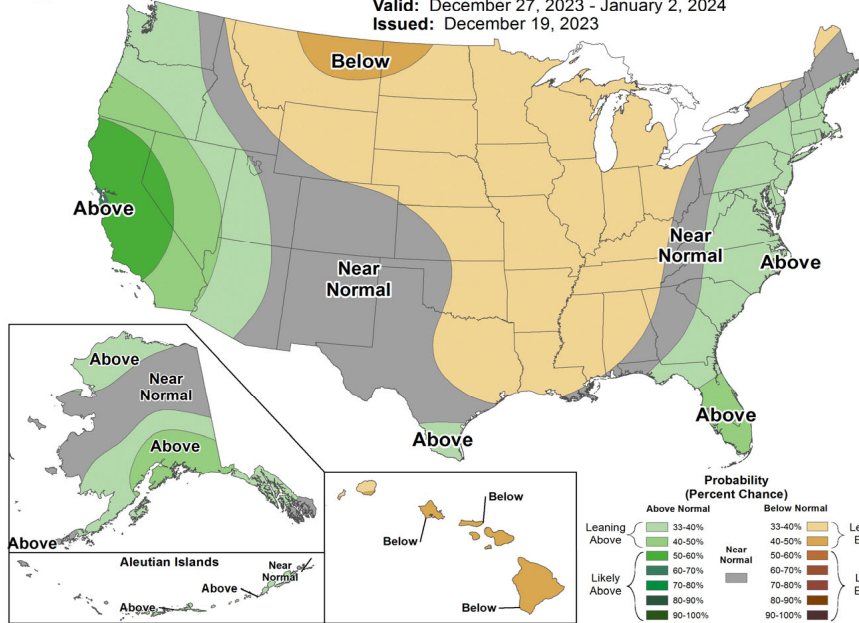 Valid: December 27, 2023 - January 2, 2024
Issued: December 19, 2023
Below
Above
Near
Normal
Near
Normal
Above
Above
Above
Above
Near
Normal
Above
Above
Aleutian Islands
Near
Normal
Above
Above
Below
Below
Below
Probability
(Percent Chance)
Above Normal
Below Normal
Leaning
Above
33-40%
40-50%
Likely
Above
50-60%
60-70%
70-80%
80-90%
90-100%
Near
Normal
33-40%
40-50%
50-60%
60-70%
70-80%
80-90%
90-100%